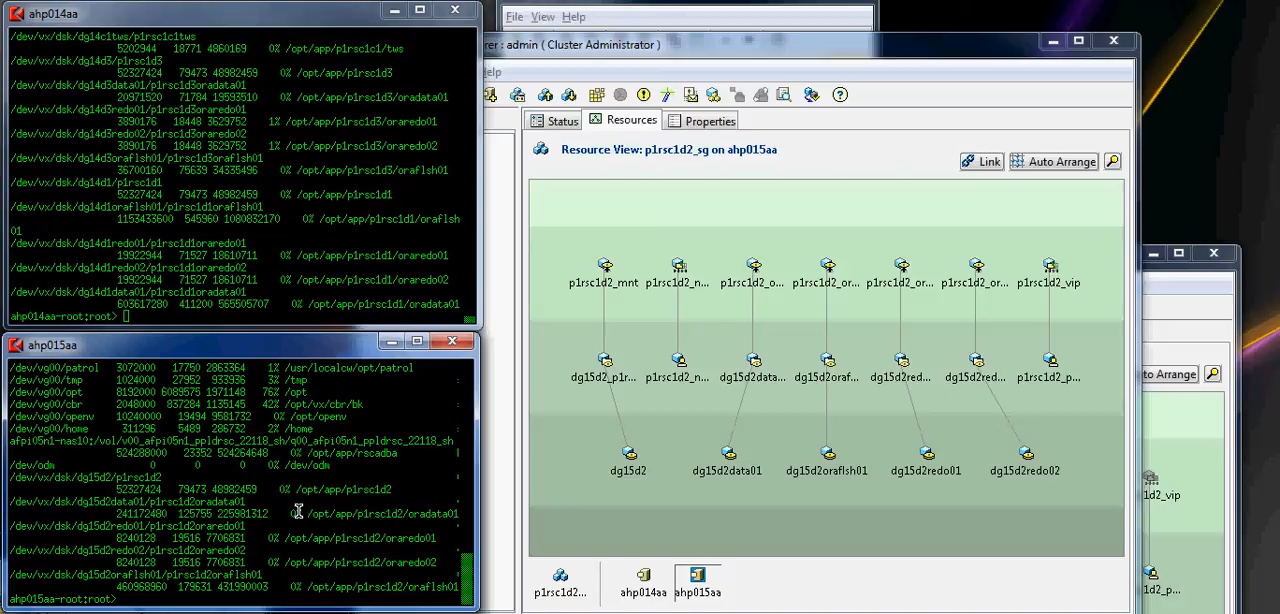 ahp014aa
/dev/vx/dsk/dg14c1tws/p1rsc1c1tws
5202944 18771 4860169 0% /opt/app/p1rsc1c1/tws
/dev/vx/dsk/dg14d3/p1rsc1d3
52327424 79473 48982459 0% /opt/app/p1rsc1d3
/dev/vx/dsk/dg14d3data01/p1rsc1d3oradata01
20971520 71784 19593510 0% /opt/app/p1rsc1d3/oradata01
/dev/vx/dsk/dg14d3redo01/p1rsc1d3oraredo01
3890176 18448 3629752 1% /opt/app/p1rsc1d3/oraredo01
/dev/vx/dsk/dg14d3redo02/p1rsc1d3oraredo02
3890176 18448 3629752 1% /opt/app/p1rsc1d3/oraredo02
/dev/vx/dsk/dg14d3oraflsh01/p1rsc1d3oraflsh01
36700160 75639 34335496 0% /opt/app/p1rsc1d3/oraflsh01
/dev/vx/dsk/dg14d1/p1rsc1d1
52327424 79473 48982459 0% /opt/app/p1rsc1d1
/dev/vx/dsk/dg14d1oraflsh01/p1rsc1d1oraflsh01
1153433600 545960 1080832170 0% /opt/app/p1rsc1d1/oraflsh
01
/dev/vx/dsk/dg14d1redo01/p1rsc1d1oraredo01
19922944 71527 18610711 0% /opt/app/p1rsc1d1/oraredo01
/dev/vx/dsk/dg14d1redo02/p1rsc1d1oraredo02
19922944 71527 18610711 0% /opt/app/p1rsc1d1/oraredo02
/dev/vx/dsk/dg14d1data01/p1rsc1d1oradata01
603617280 411200 565505707 0% /opt/app/p1rsc1d1/oradata01
ahp014aa-root:root>
ahp015aa
/dev/vg00/patrol 3072000 17750 2863364 1% /usr/localcw/opt/patrol
/dev/vg00/tmp 1024000 27952 933936 3% /tmp
/dev/vg00/opt 8192000 6089575 1971148 76% /opt
/dev/vg00/cbr 2048000 837284 1135145 42% /opt/vx/cbr/bk
/dev/vg00/openv 10240000 19494 9581732 0% /opt/openv
/dev/vg00/home 311296 5489 286732 2% /home
afpi05n1-nas10:/vol/v00_afpi05n1_ppldrsc_22118_sh/q00_afpi05n1_ppldrsc_22118_sh
524288000 23352 524264648 0% /opt/app/rscadba
/dev/odm 0 0 0 0% /dev/odm
/dev/vx/dsk/dg15d2/p1rsc1d2
52327424 79473 48982459 0% /opt/app/p1rsc1d2
/dev/vx/dsk/dg15d2data01/p1rsc1d2oradata01
241172480 125755 225981312 0 /opt/app/p1rsc1d2/oradata01
/dev/vx/dsk/dg15d2redo01/p1rsc1d2oraredo01
8240128 19516 7706831 0% /opt/app/p1rsc1d2/oraredo01
/dev/vx/dsk/dg15d2redo02/p1rsc1d2oraredo02
8240128 19516 7706831 0% /opt/app/p1rsc1d2/oraredo02
/dev/vx/dsk/dg15d2oraflsh01/p1rsc1d2oraflsh01
460968960 179631 431990003 0% /opt/app/p1rsc1d2/oraflsh01
ahp015aa-root:root>
File View Help
rer : admin ( Cluster Administrator )
Help
Status Resources Properties
Resource View: p1rsc1d2_sg on ahp015aa
Link Auto Arrange
p1rsc1d2_mnt p1rsc1d2_n... p1rsc1d2_o... p1rsc1d2_or... p1rsc1d2_or... p1rsc1d2_or... p1rsc1d2_vip
dg15d2_p1r... p1rsc1d2_n... dg15d2data... dg15d2oraf... dg15d2red... dg15d2red... p1rsc1d2_p...
dg15d2 dg15d2data01 dg15d2oraflsh01 dg15d2redo01 dg15d2redo02
p1rsc1d2... ahp014aa ahp015aa
to Arrange
1d2_vip
1d2_p...